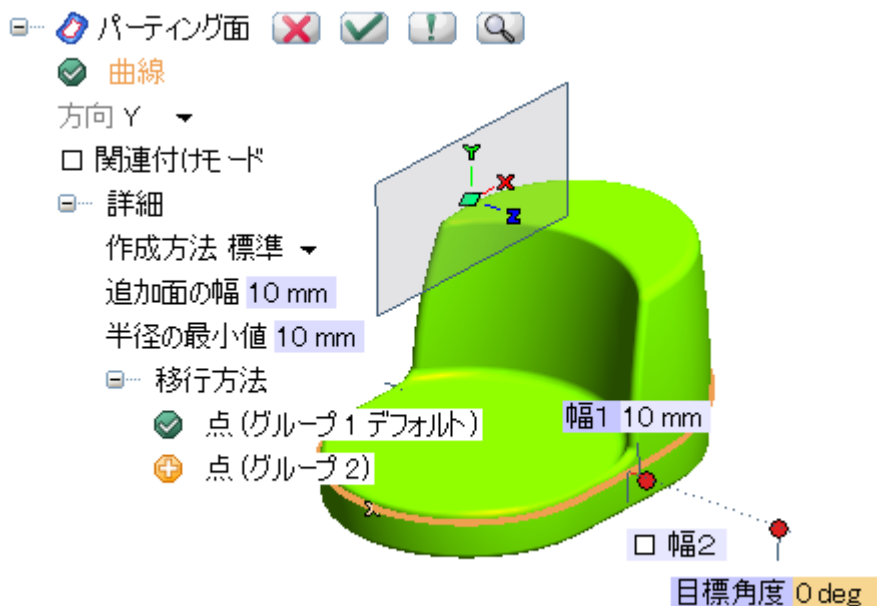 パーティング面
曲線
方向 Y
関連付けモード
詳細
作成方法 標準
追加面の幅 10 mm
半径の最小値 10 mm
移行方法
点 (グループ 1 デフォルト)
点 (グループ 2)
Y
X
Z
幅1 10 mm
X
幅2
目標角度 0 deg